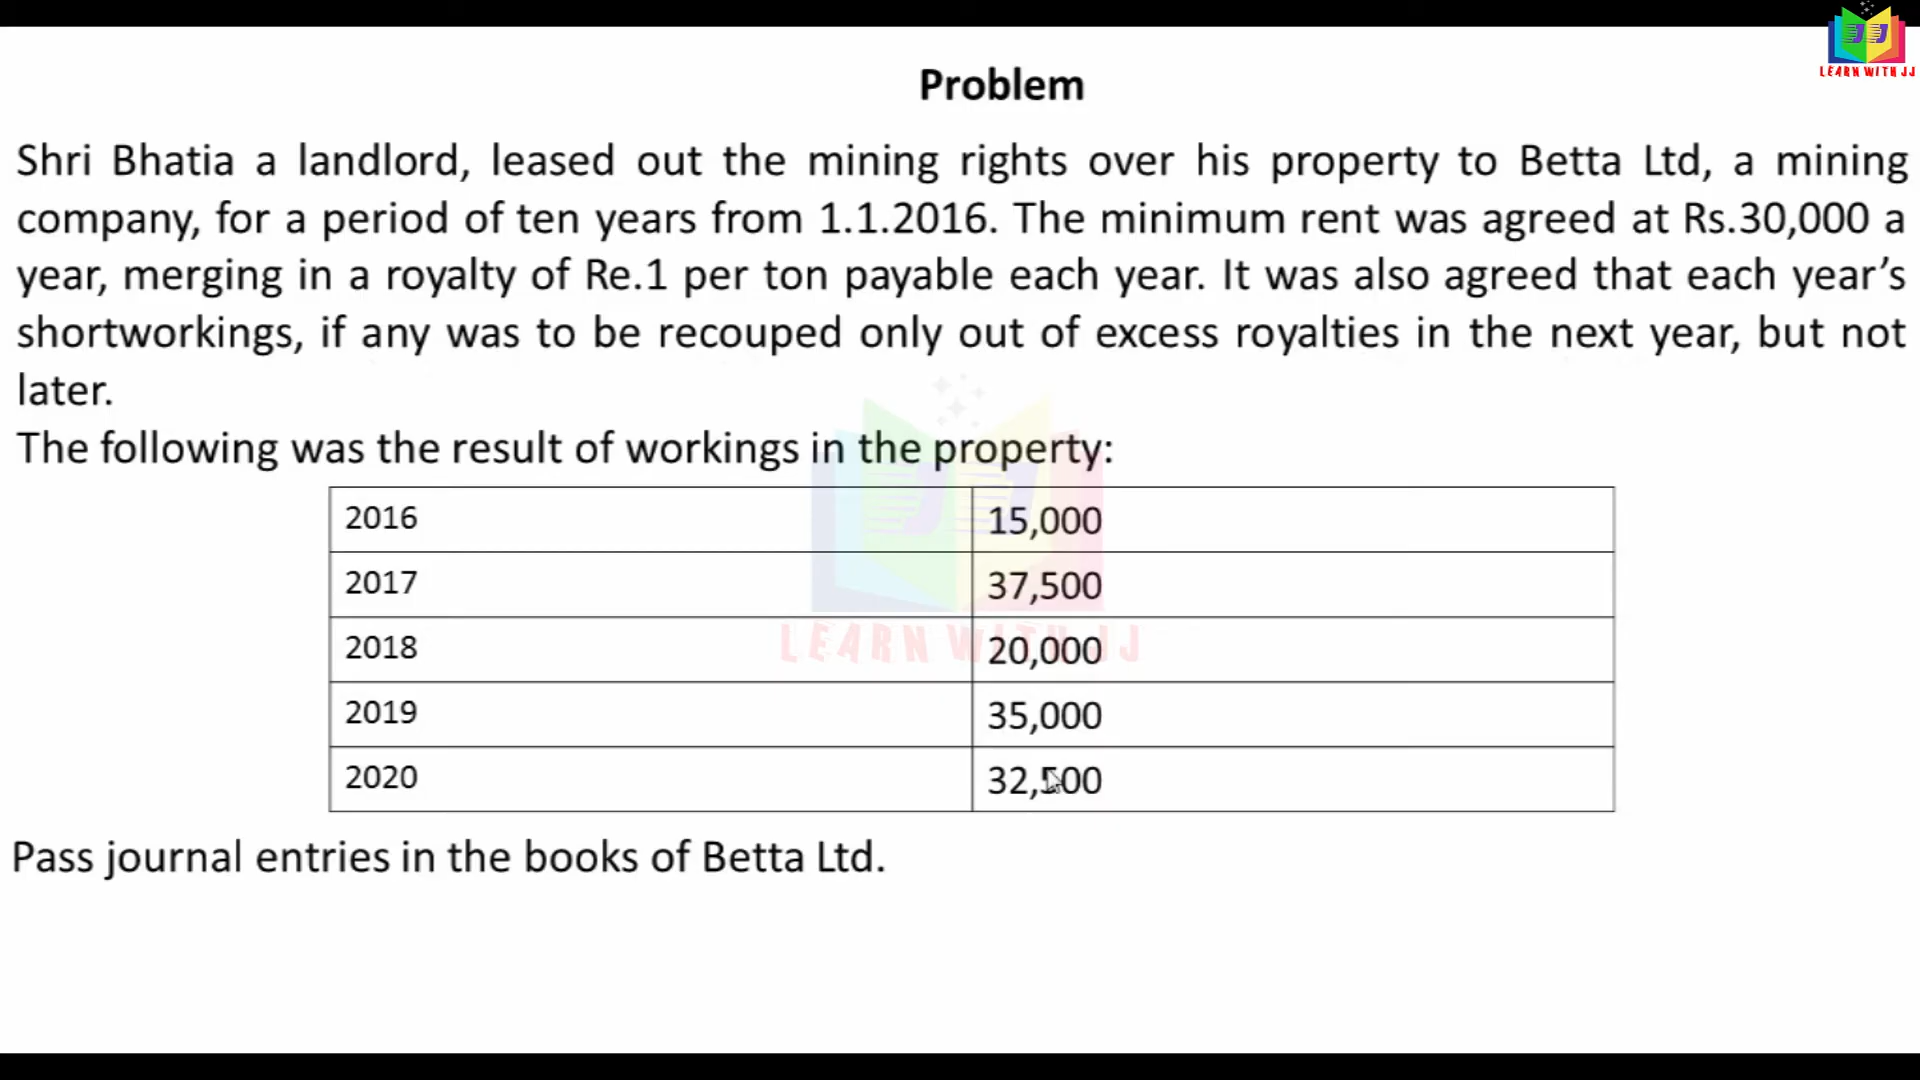 LEARN WITH JJ
Problem
Shri Bhatia a landlord, leased out the mining rights over his property to Betta Ltd, a mining
company, for a period of ten years from 1.1.2016. The minimum rent was agreed at Rs.30,000 a
year, merging in a royalty of Re.1 per ton payable each year. It was also agreed that each year’s
shortworkings, if any was to be recouped only out of excess royalties in the next year, but not
later.
The following was the result of workings in the property:
2016 15,000
2017 37,500
2018 20,000
2019 35,000
2020 32,500
LEARN WITH JJ
Pass journal entries in the books of Betta Ltd.